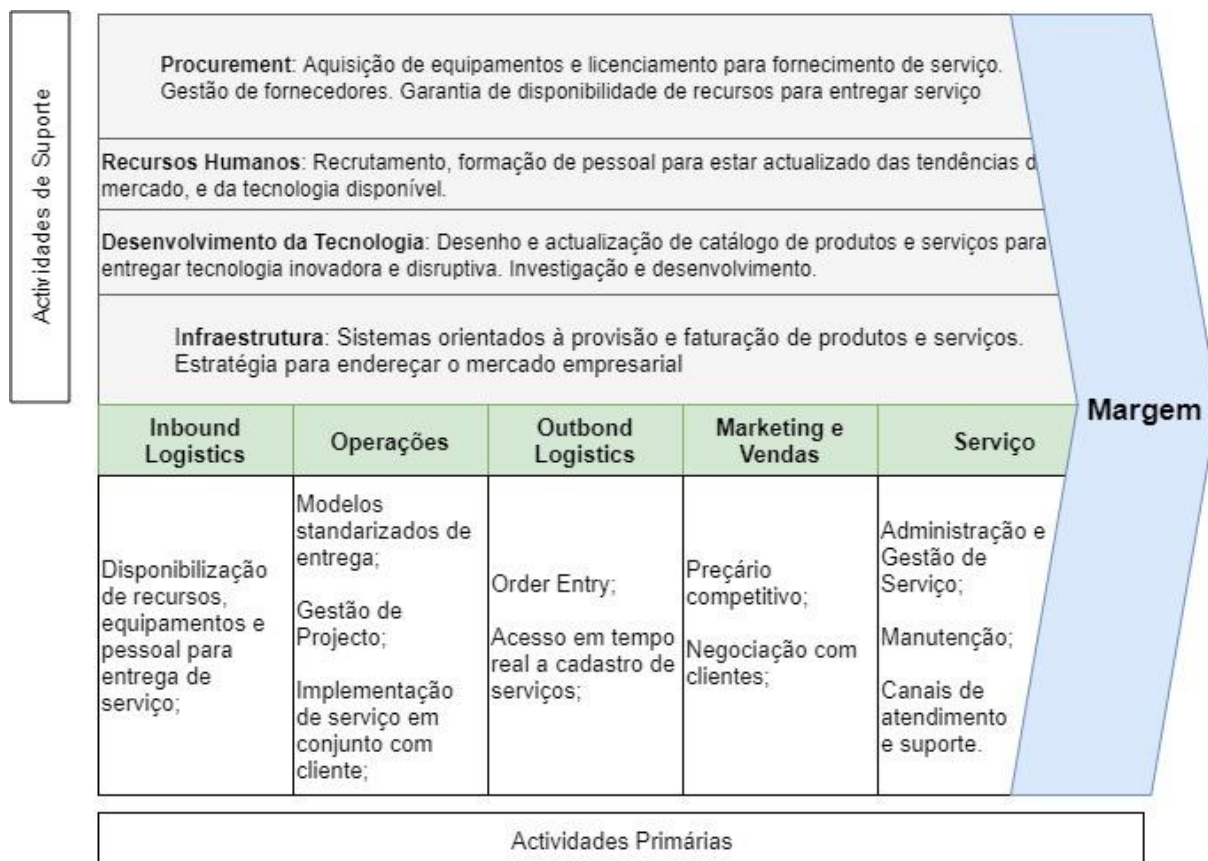 Actividades de Suporte
Procurement: Aquisição de equipamentos e licenciamento para fornecimento de serviço.
Gestão de fornecedores. Garantia de disponibilidade de recursos para entregar serviço
Recursos Humanos: Recrutamento, formação de pessoal para estar actualizado das tendências
mercado, e da tecnologia disponível.
Desenvolvimento da Tecnologia: Desenho e actualização de catálogo de produtos e serviços para
entregar tecnologia inovadora e disruptiva. Investigação e desenvolvimento.
Infraestrutura: Sistemas orientados à provisão e faturação de produtos e serviços.
Estratégia para endereçar o mercado empresarial
Margem
Inbound
Logistics
Operações
Outbond
Logistics
Marketing e
Vendas
Serviço
Disponibilização
de recursos,
equipamentos e
pessoal para
entrega de
serviço;
Modelos
standarizados de
entrega;
Gestão de
Projecto;
Implementação
de serviço em
conjunto com
cliente;
Order Entry;
Acesso em tempo
real a cadastro de
serviços;
Preçário
competitivo;
Negociação com
clientes;
Administração e
Gestão de
Serviço;
Manutenção;
Canais de
atendimento
e suporte.
Actividades Primárias